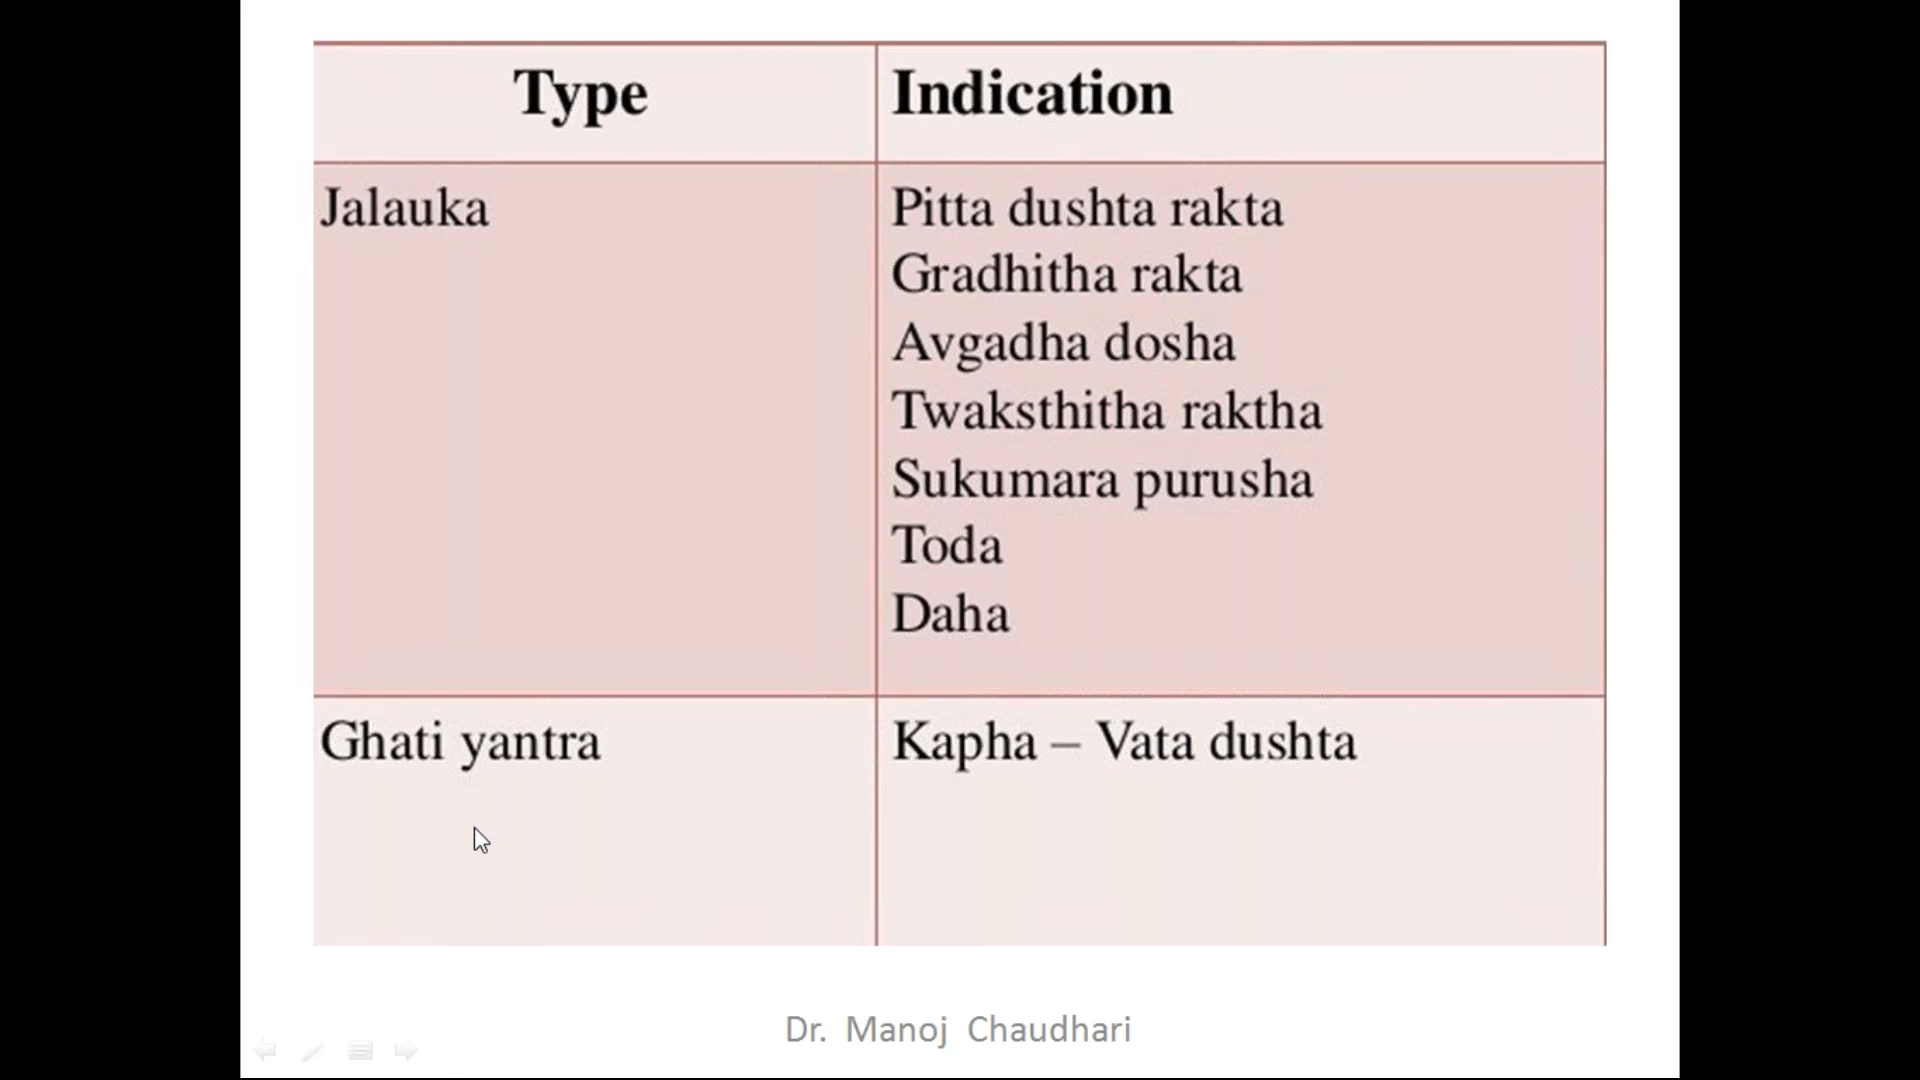 Type Indication
Jalauka Pitta dushta rakta
Gradhitha rakta
Avgadha dosha
Twaksthitha raktha
Sukumara purusha
Toda
Daha
Ghati yantra Kapha – Vata dushta
Dr. Manoj Chaudhari